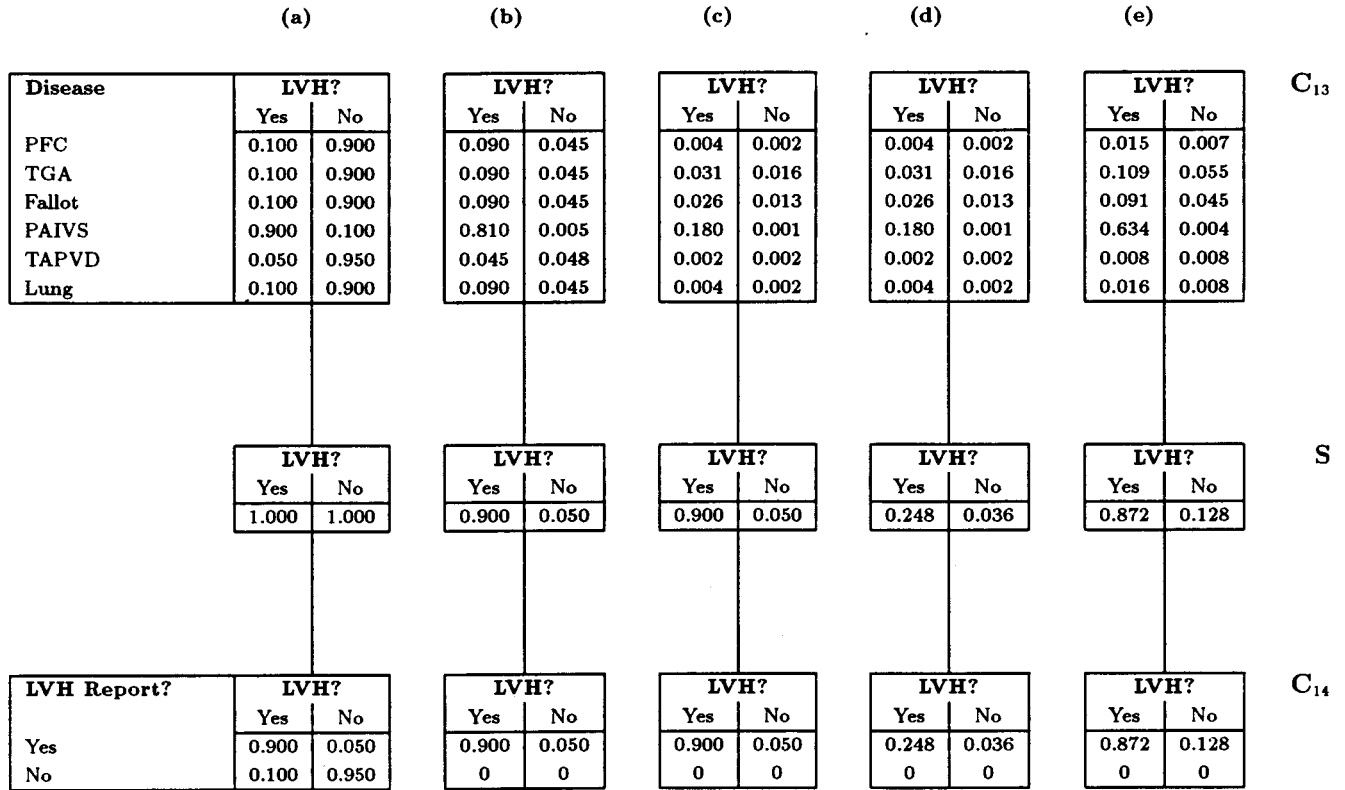 (a) (b) (c) (d) (e)
Disease LVH? LVH? LVH? LVH? LVH? C₁₃
Yes No Yes No Yes No Yes No Yes No
PFC 0.100 0.900 0.090 0.045 0.004 0.002 0.004 0.002 0.015 0.007
TGA 0.100 0.900 0.090 0.045 0.031 0.016 0.031 0.016 0.109 0.055
Fallot 0.100 0.900 0.090 0.045 0.026 0.013 0.026 0.013 0.091 0.045
PAIVS 0.900 0.100 0.810 0.005 0.180 0.001 0.180 0.001 0.634 0.004
TAPVD 0.050 0.950 0.045 0.048 0.002 0.002 0.002 0.002 0.008 0.008
Lung 0.100 0.900 0.090 0.045 0.004 0.002 0.004 0.002 0.016 0.008
LVH? LVH? LVH? LVH? LVH? S
Yes No Yes No Yes No Yes No Yes No
1.000 1.000 0.900 0.050 0.900 0.050 0.248 0.036 0.872 0.128
LVH Report? LVH? LVH? LVH? LVH? LVH? C₁₄
Yes No Yes No Yes No Yes No Yes No
Yes 0.900 0.050 0.900 0.050 0.900 0.050 0.248 0.036 0.872 0.128
No 0.100 0.950 0 0 0 0 0 0 0 0